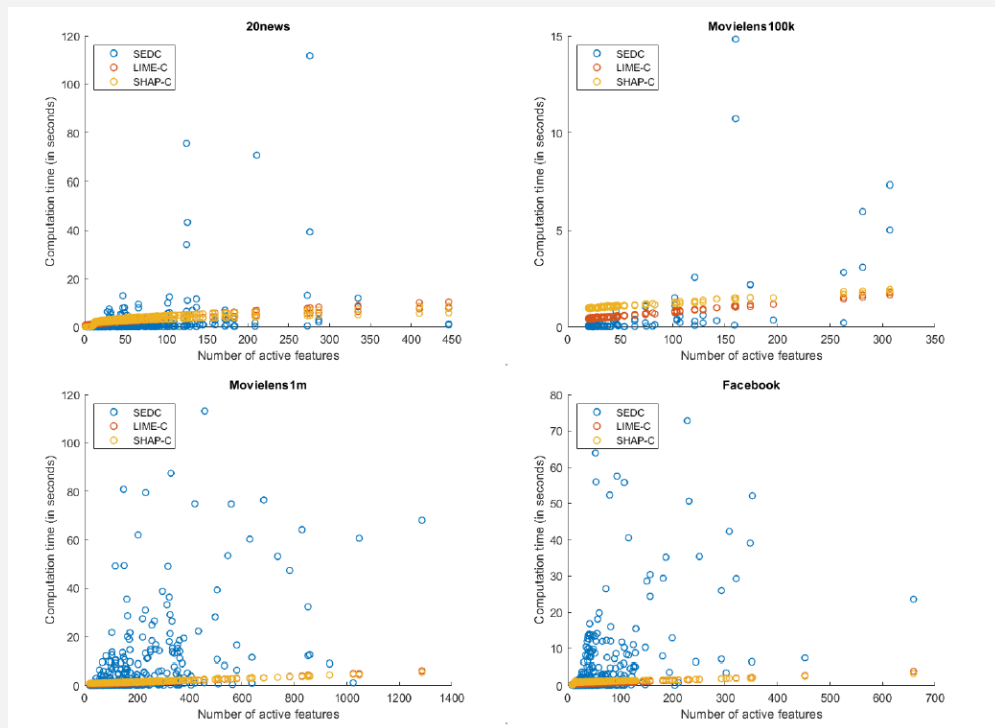 20news
SEDC
LIME-C
SHAP-C
Computation time (in seconds)
120
100
80
60
40
20
0
0 50 100 150 200 250 300 350 400 450
Number of active features
Movielens100k
SEDC
LIME-C
SHAP-C
Computation time (in seconds)
15
10
5
0
0 50 100 150 200 250 300 350
Number of active features
Movielens1m
SEDC
LIME-C
SHAP-C
Computation time (in seconds)
120
100
80
60
40
20
0
0 200 400 600 800 1000 1200 1400
Number of active features
Facebook
SEDC
LIME-C
SHAP-C
Computation time (in seconds)
80
70
60
50
40
30
20
10
0
0 100 200 300 400 500 600 700
Number of active features